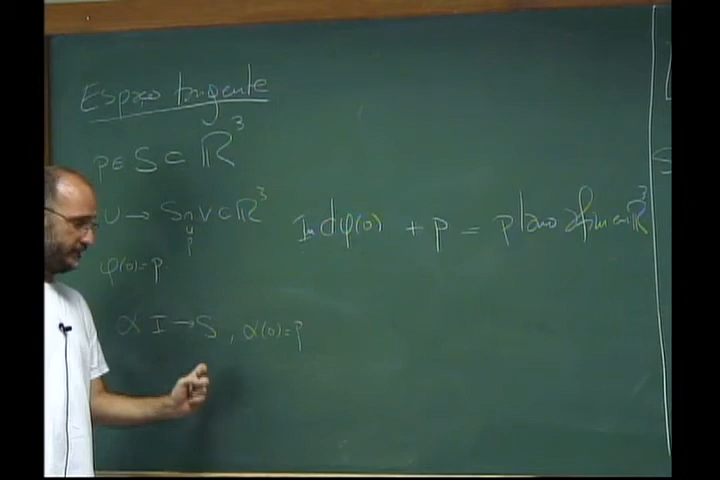 Espaço tangente
p∈ S ⊂ ℝ³
U → S∩V⊂ℝ³
p
φ(0)=p.
Im dφ(0) + p = plano afim em ℝ³
α I → S, α(0)=p